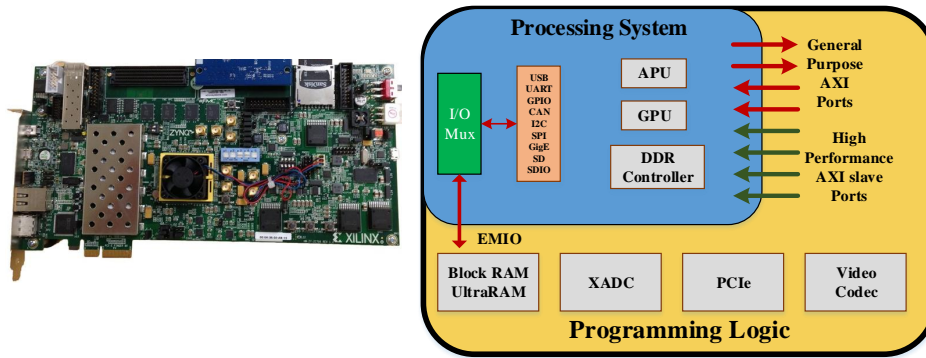 ZYNQ
SanDisk
XILINX
Processing System
I/O
Mux
USB
UART
GPIO
CAN
I2C
SPI
GigE
SD
SDIO
APU
GPU
DDR
Controller
General
Purpose
AXI
Ports
High
Performance
AXI slave
Ports
EMIO
Block RAM
UltraRAM
XADC
PCIe
Video
Codec
Programming Logic